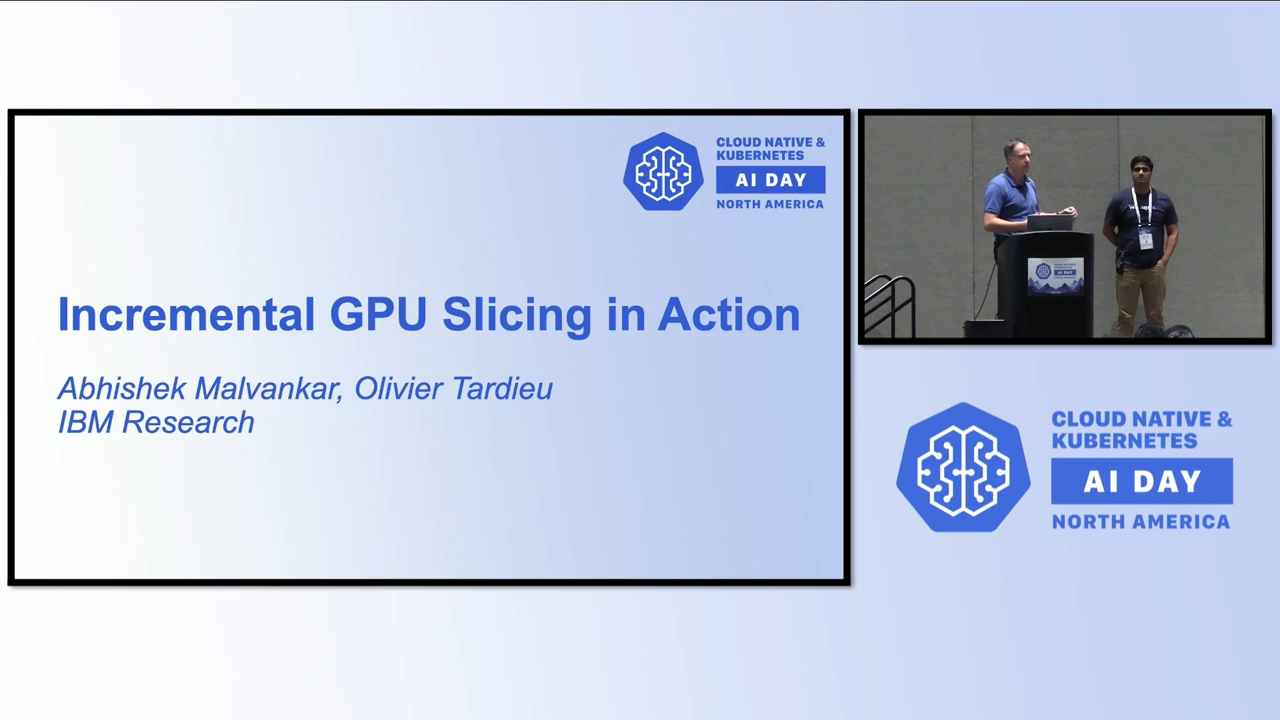 CLOUD NATIVE &
KUBERNETES
AI DAY
NORTH AMERICA
Incremental GPU Slicing in Action
Abhishek Malvankar, Olivier Tardieu
IBM Research
CLOUD NATIVE &
KUBERNETES
AI DAY
NORTH AMERICA